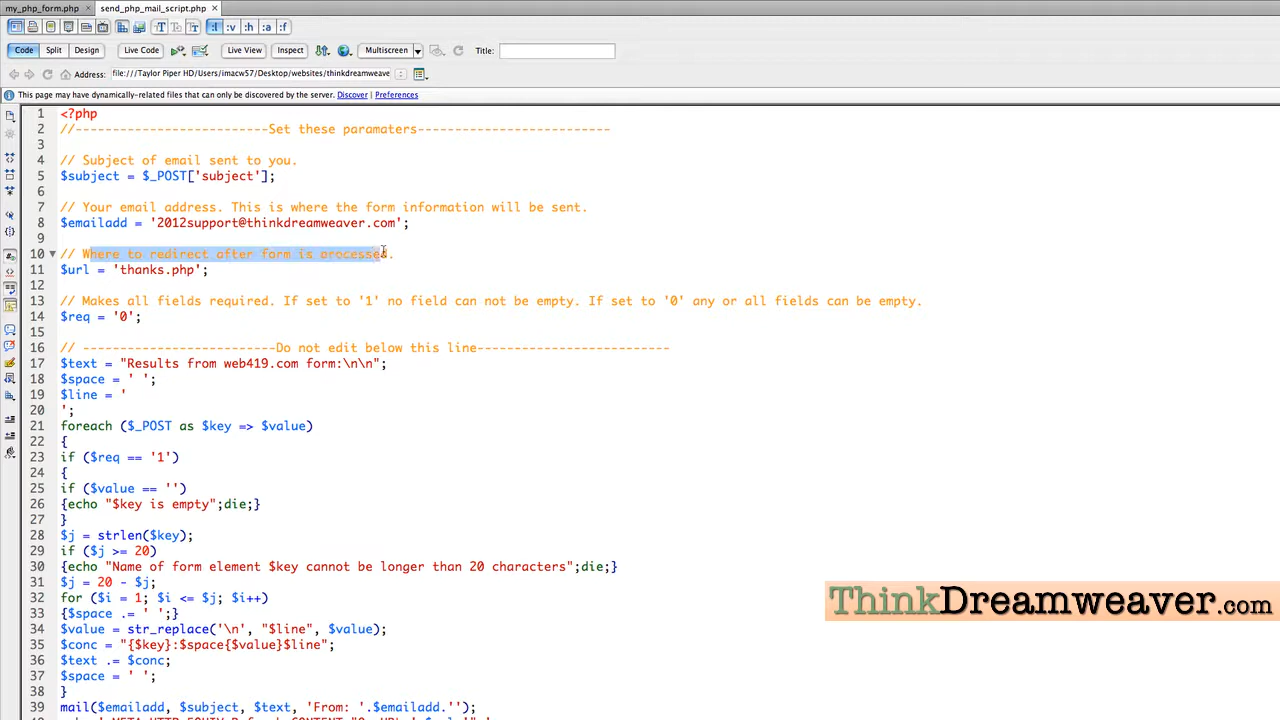 my_php_form.php × send_php_mail_script.php ×
:l :v :h :a :f
Code Split Design Live Code Live View Inspect Multiscreen Title:
Address: file:///Taylor Piper HD/Users/imacw57/Desktop/websites/thinkdreamweave
This page may have dynamically-related files that can only be discovered by the server. Discover | Preferences
1 <?php
2 //--------------------------Set these paramaters--------------------------
3
4 // Subject of email sent to you.
5 $subject = $_POST['subject'];
6
7 // Your email address. This is where the form information will be sent.
8 $emailadd = '2012support@thinkdreamweaver.com';
9
10 // Where to redirect after form is processed.
11 $url = 'thanks.php';
12
13 // Makes all fields required. If set to '1' no field can not be empty. If set to '0' any or all fields can be empty.
14 $req = '0';
15
16 // --------------------------Do not edit below this line--------------------------
17 $text = "Results from web419.com form:\n\n";
18 $space = ' ';
19 $line = '
20 ';
21 foreach ($_POST as $key => $value)
22 {
23 if ($req == '1')
24 {
25 if ($value == '')
26 {echo "$key is empty";die;}
27 }
28 $j = strlen($key);
29 if ($j >= 20)
30 {echo "Name of form element $key cannot be longer than 20 characters";die;}
31 $j = 20 - $j;
32 for ($i = 1; $i <= $j; $i++)
33 {$space .= ' ';}
34 $value = str_replace('\n', "$line", $value);
35 $conc = "{$key}:$space{$value}$line";
36 $text .= $conc;
37 $space = ' ';
38 }
39 mail($emailadd, $subject, $text, 'From: '.$emailadd.'');
ThinkDreamweaver.com